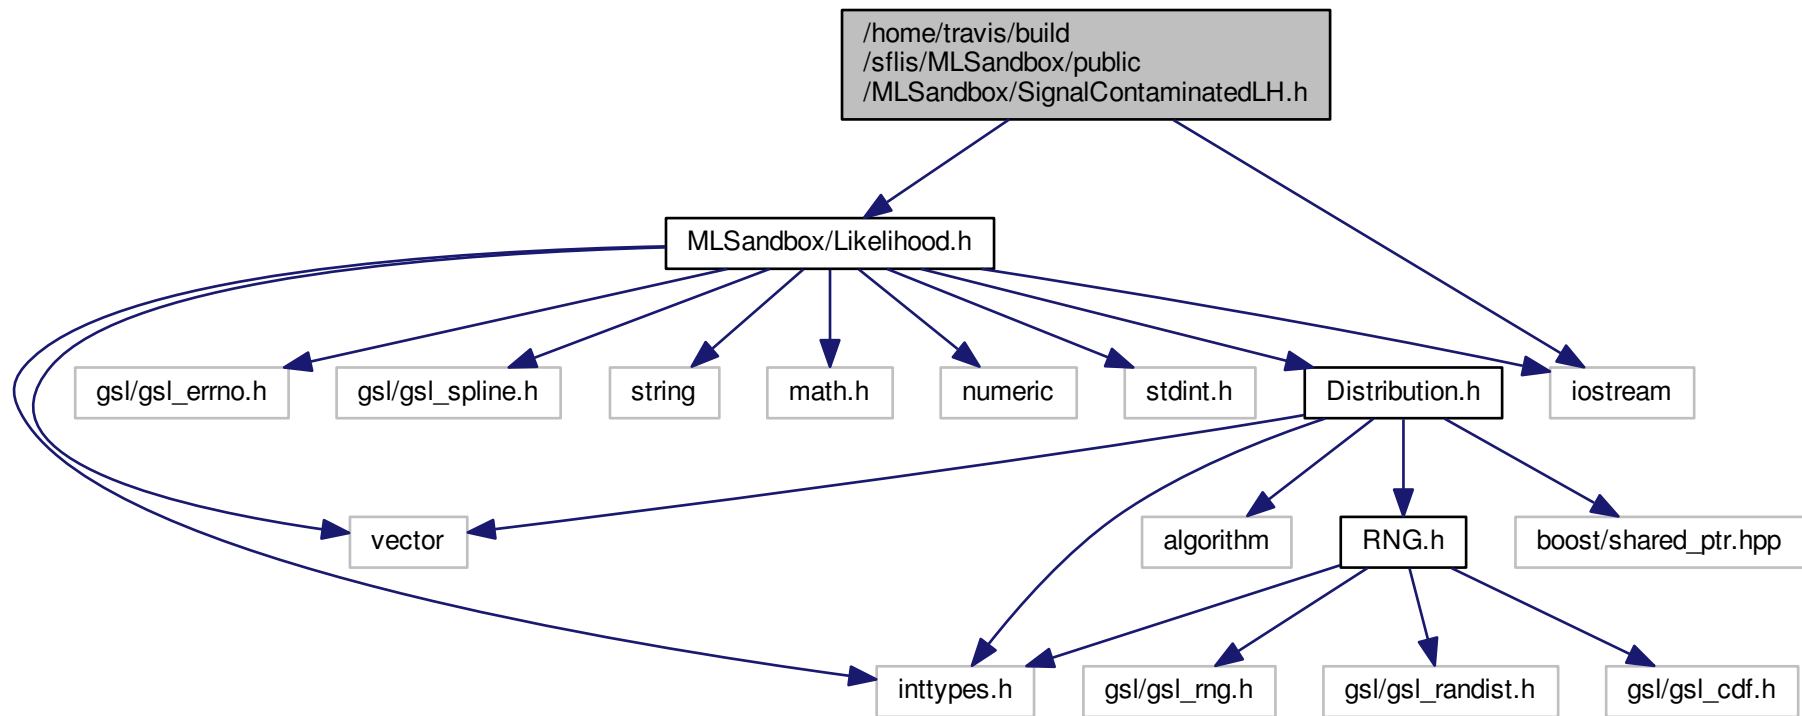 /home/travis/build
/sflis/MLSandbox/public
/MLSandbox/SignalContaminatedLH.h
MLSandbox/Likelihood.h
gsl/gsl_errno.h
gsl/gsl_spline.h
string
math.h
numeric
stdint.h
Distribution.h
iostream
vector
algorithm
RNG.h
boost/shared_ptr.hpp
inttypes.h
gsl/gsl_rng.h
gsl/gsl_randist.h
gsl/gsl_cdf.h